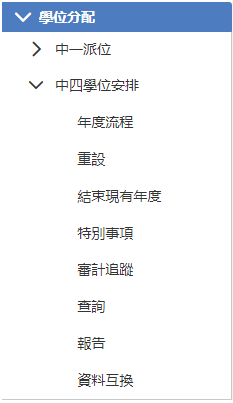 學位分配
中一派位
中四學位安排
年度流程
重設
結束現有年度
特別事項
審計追蹤
查詢
報告
資料互換